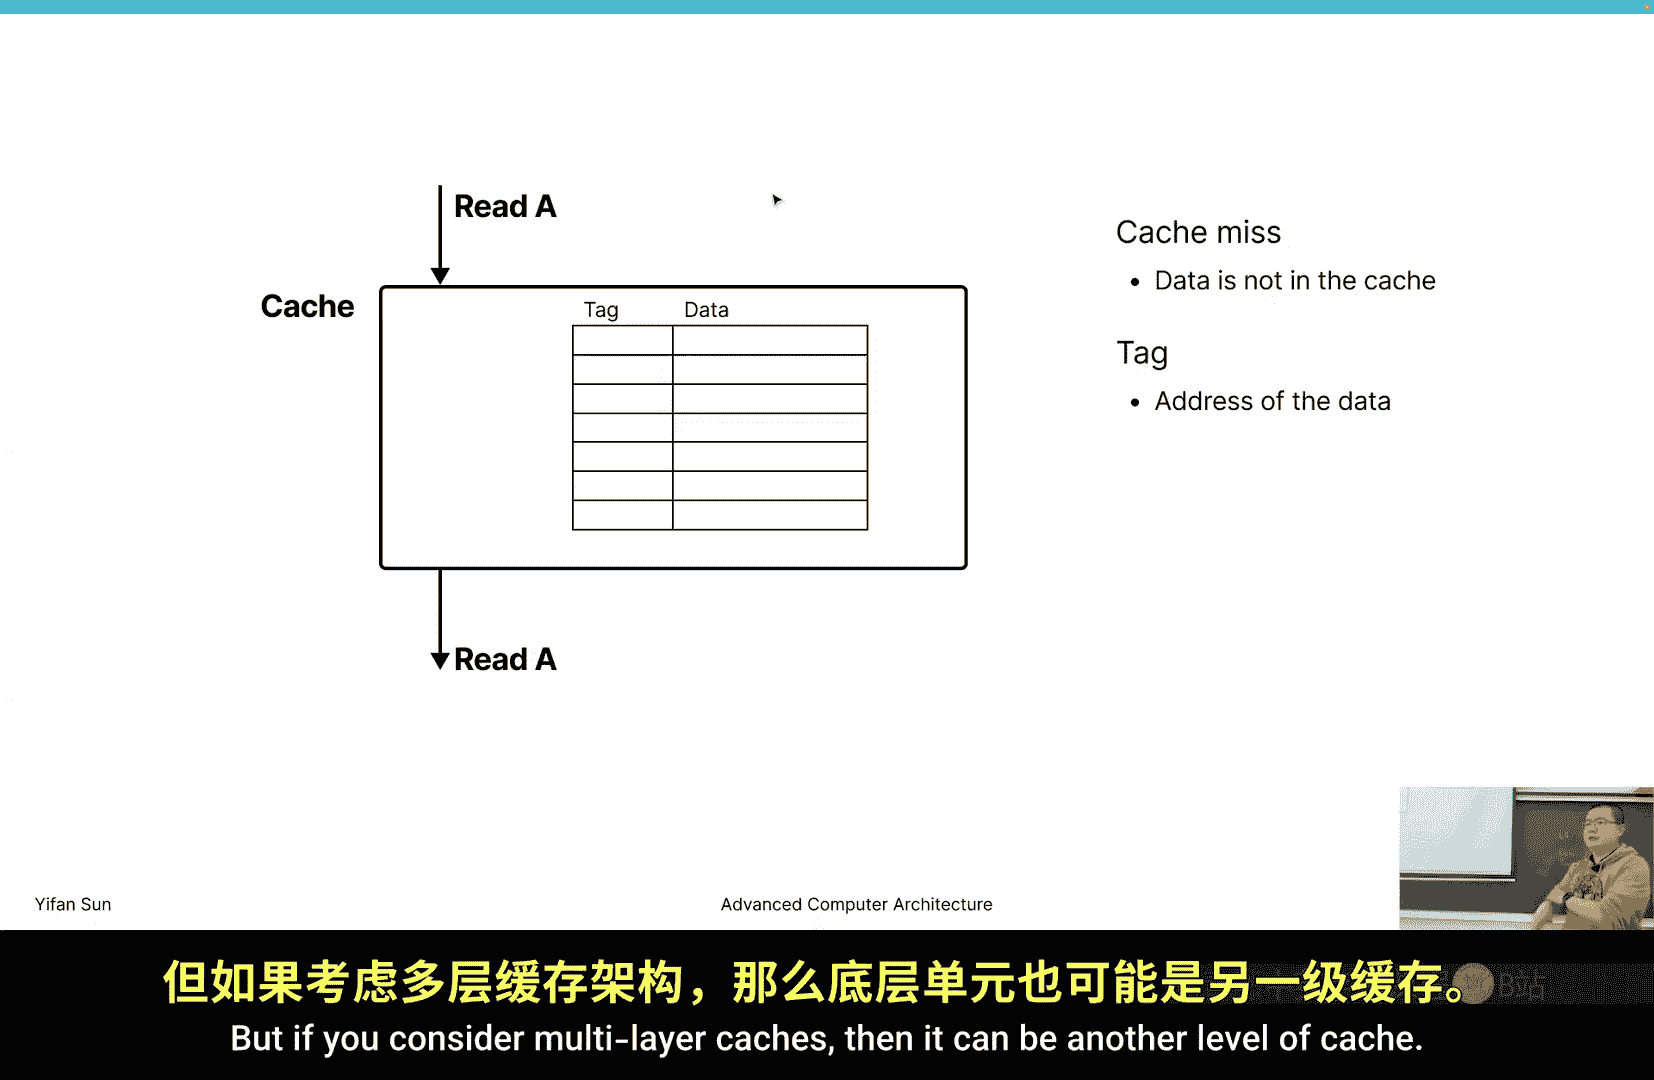 Read A
Cache
Tag Data
Read A
Cache miss
• Data is not in the cache
Tag
• Address of the data
Yifan Sun
Advanced Computer Architecture
但如果考虑多层缓存架构，那么底层单元也可能是另一级缓存。
B站
But if you consider multi-layer caches, then it can be another level of cache.